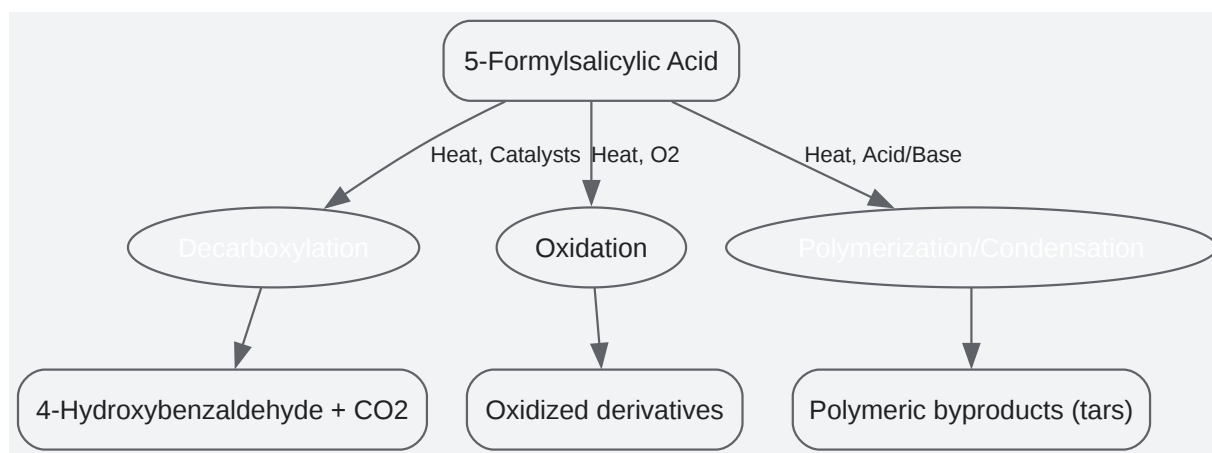 5-Formylsalicylic Acid
Heat, Catalysts
Heat, O2
Heat, Acid/Base
Decarboxylation
Oxidation
Polymerization/Condensation
4-Hydroxybenzaldehyde + CO2
Oxidized derivatives
Polymeric byproducts (tars)